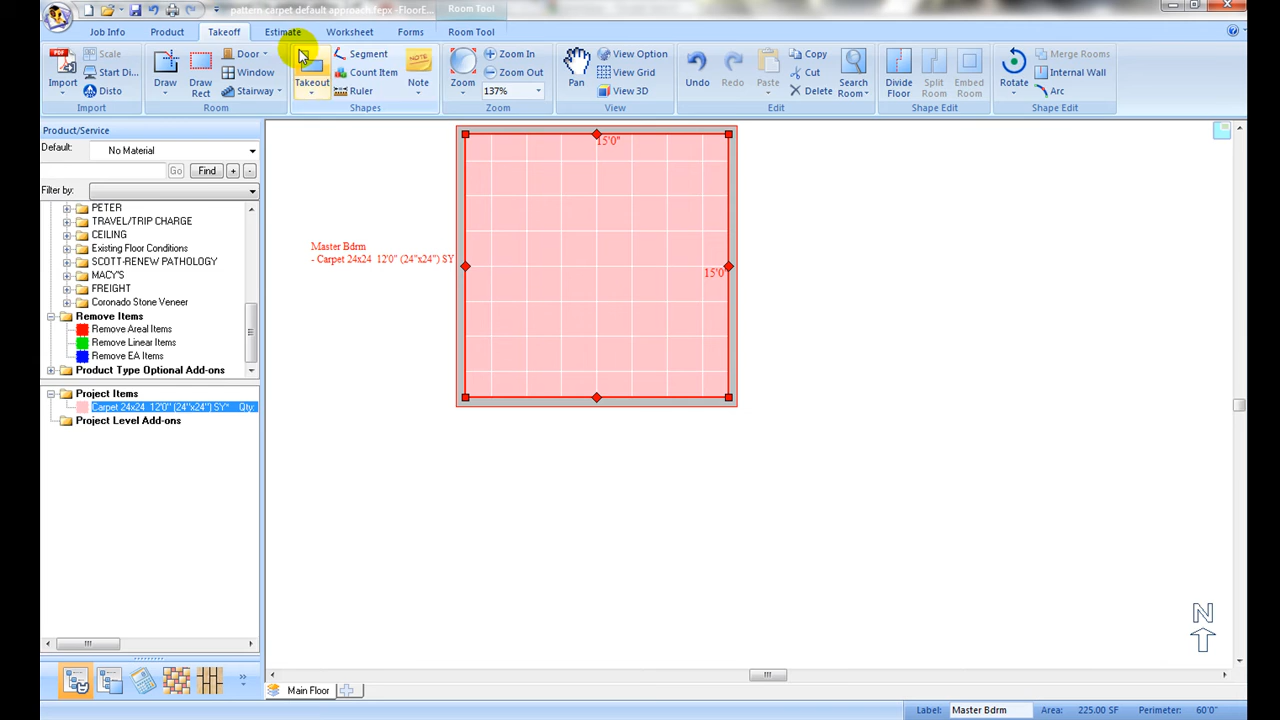 pattern carpet default approach.fepx -FloorE...
Room Tool
Job Info Product Takeoff Estimate Worksheet Forms Room Tool
PDF Import
Scale
Start Di...
Disto
Import
Draw
Draw Rect
Door
Window
Stairway
Room
Takeout
Segment
Count Item
Ruler
NOTE
Note
Shapes
Zoom
Zoom In
Zoom Out
137%
Zoom
Pan
View Option
View Grid
View 3D
View
Undo
Redo
Paste
Copy
Cut
Delete
Search Room
Edit
Divide Floor
Split Room
Embed Room
Shape Edit
Rotate
Merge Rooms
Internal Wall
Arc
Shape Edit
Product/Service
Default: No Material
Go Find + -
Filter by:
PETER
TRAVEL/TRIP CHARGE
CEILING
Existing Floor Conditions
SCOTT-RENEW PATHOLOGY
MACY'S
FREIGHT
Coronado Stone Veneer
Remove Items
Remove Areal Items
Remove Linear Items
Remove EA Items
Product Type Optional Add-ons
Project Items
Carpet 24x24 12'0" (24"x24") SY* Qty:
Project Level Add-ons
15'0"
Master Bdrm
- Carpet 24x24 12'0" (24"x24") SY
15'0
N
Main Floor
Label: Master Bdrm Area: 225.00 SF Perimeter: 60'0"